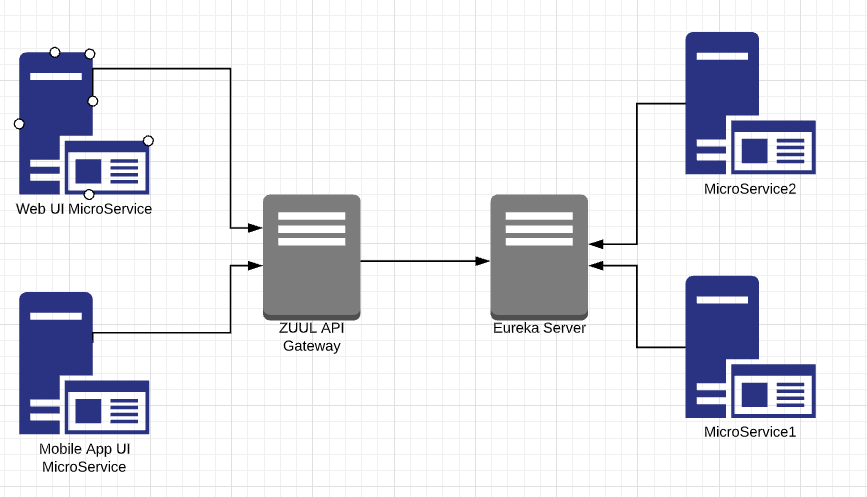 Web UI MicroService
MicroService2
ZUUL API
Gateway
Eureka Server
Mobile App UI
MicroService
MicroService1